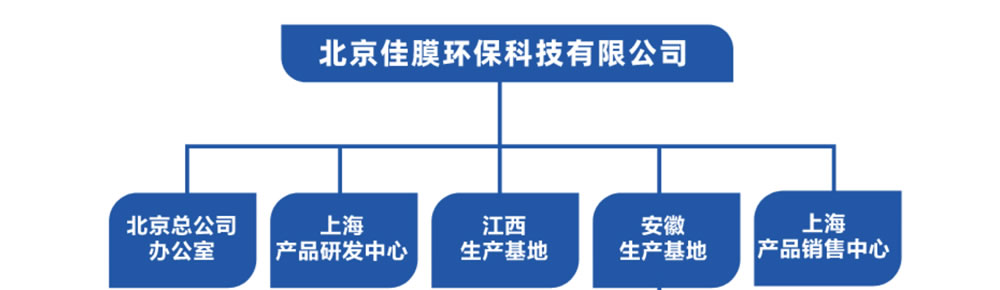 北京佳膜环保科技有限公司
北京总公司
办公室
上海
产品研发中心
江西
生产基地
安徽
生产基地
上海
产品销售中心